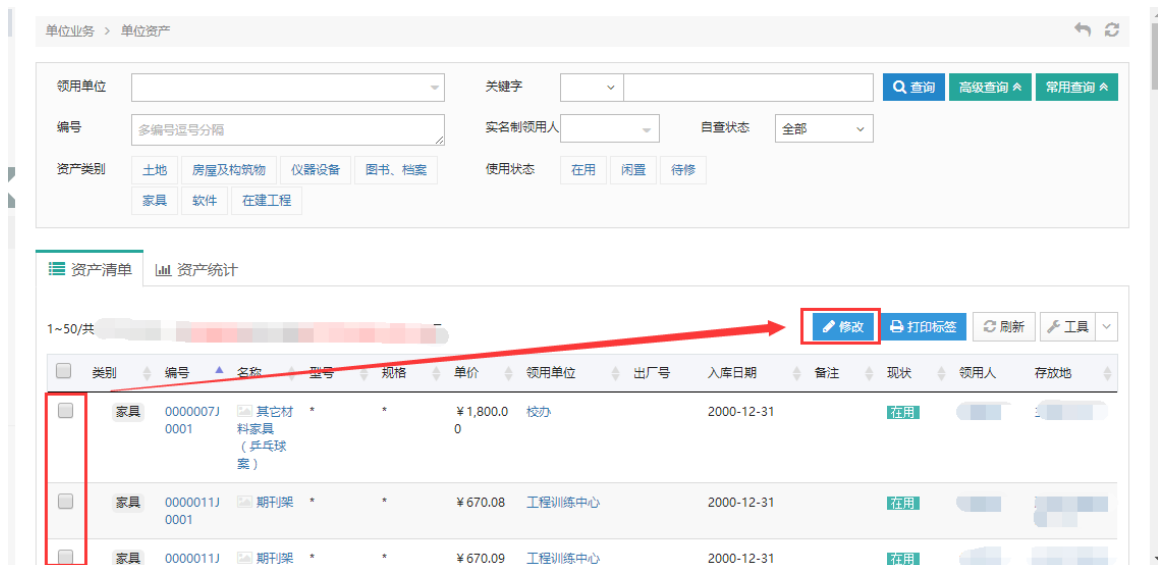 单位业务 > 单位资产
领用单位 关键字 查询 高级查询 常用查询
编号 多编号逗号分隔 实名制领用人 自查状态 全部
资产类别 土地 房屋及构筑物 仪器设备 图书、档案 使用状态 在用 闲置 待修
家具 软件 在建工程
资产清单 资产统计
1~50/共 修改 打印标签 刷新 工具
类别 编号 名称 型号 规格 单价 领用单位 出厂号 入库日期 备注 现状 领用人 存放地
家具 0000007J 其它材 * * ¥1,800.0 校办 2000-12-31 在用
0001 料家具 0
(乒乓球
案)
家具 0000011J 期刊架 * * ¥670.08 工程训练中心 2000-12-31 在用
0001
家具 0000011J 期刊架 * * ¥670.09 工程训练中心 2000-12-31 在用